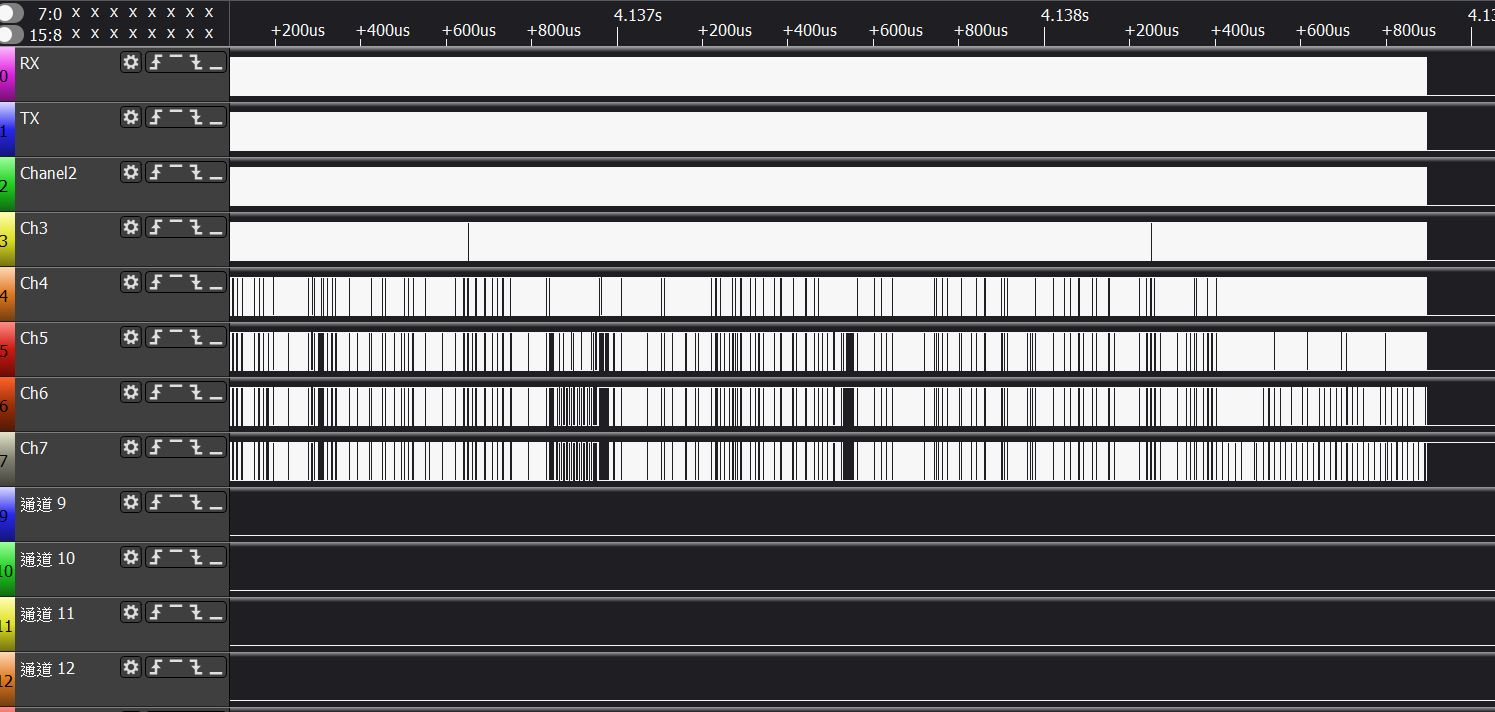 7:0 X X X X X X X X
15:8 X X X X X X X X
4.137s 4.138s 4.13
+200us +400us +600us +800us +200us +400us +600us +800us +200us +400us +600us +800us
RX
0
TX
1
Chanel2
2
Ch3
3
Ch4
4
Ch5
5
Ch6
6
Ch7
7
通道 9
9
通道 10
10
通道 11
11
通道 12
12